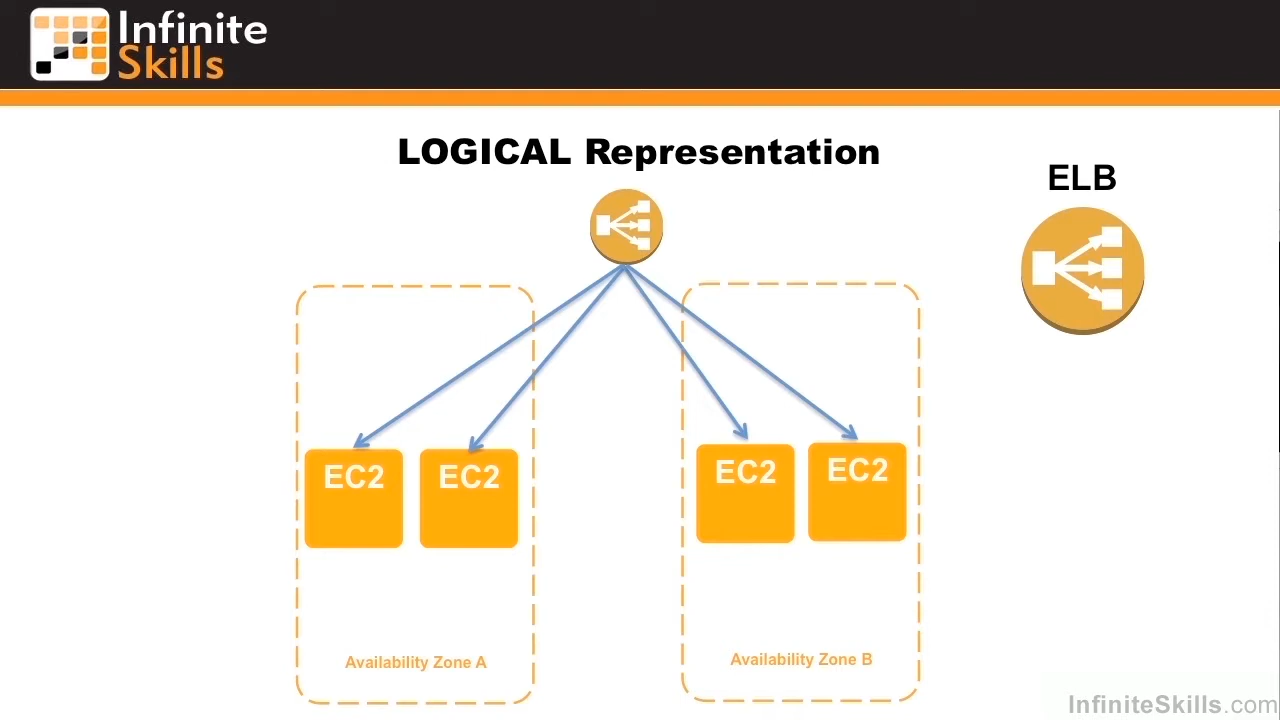 Infinite
Skills
LOGICAL Representation
ELB
EC2
EC2
EC2
EC2
Availability Zone A
Availability Zone B
InfiniteSkills.com